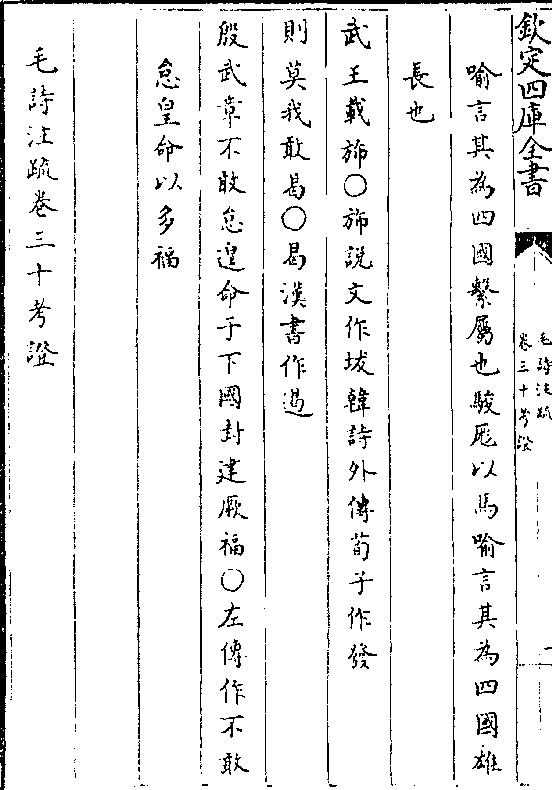 欽定四庫全書
毛詩注疏
卷三十考證
喻言其為四國繫屬也駿厖以馬喻言其為四國雄
長也
武王載斾○斾說文作坺韓詩外傳荀子作發
則莫我敢曷○曷漢書作遏
殷武章不敢怠遑命于下國封建厥福○左傳作不敢
怠皇命以多福
毛詩注疏卷三十考證